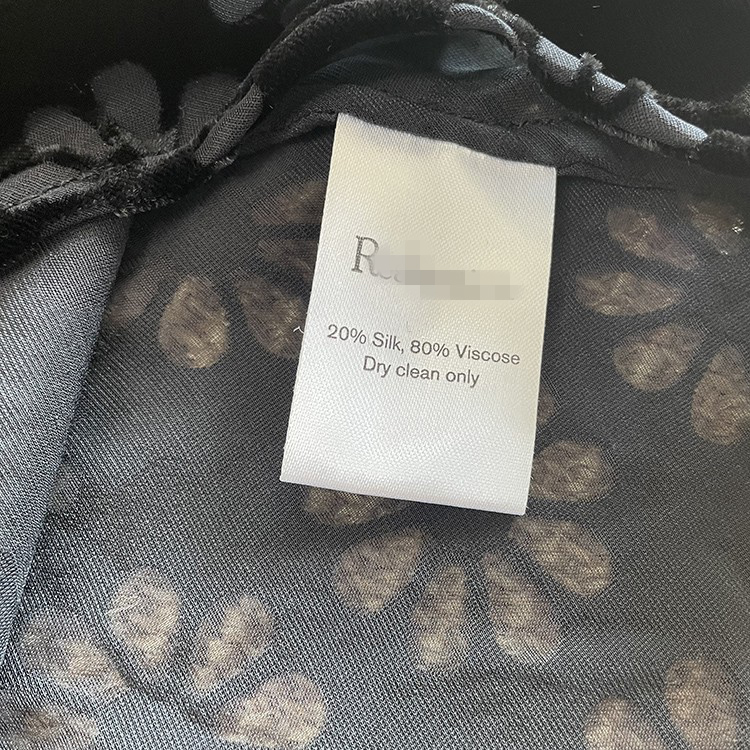 20% Silk, 80% Viscose
Dry clean only